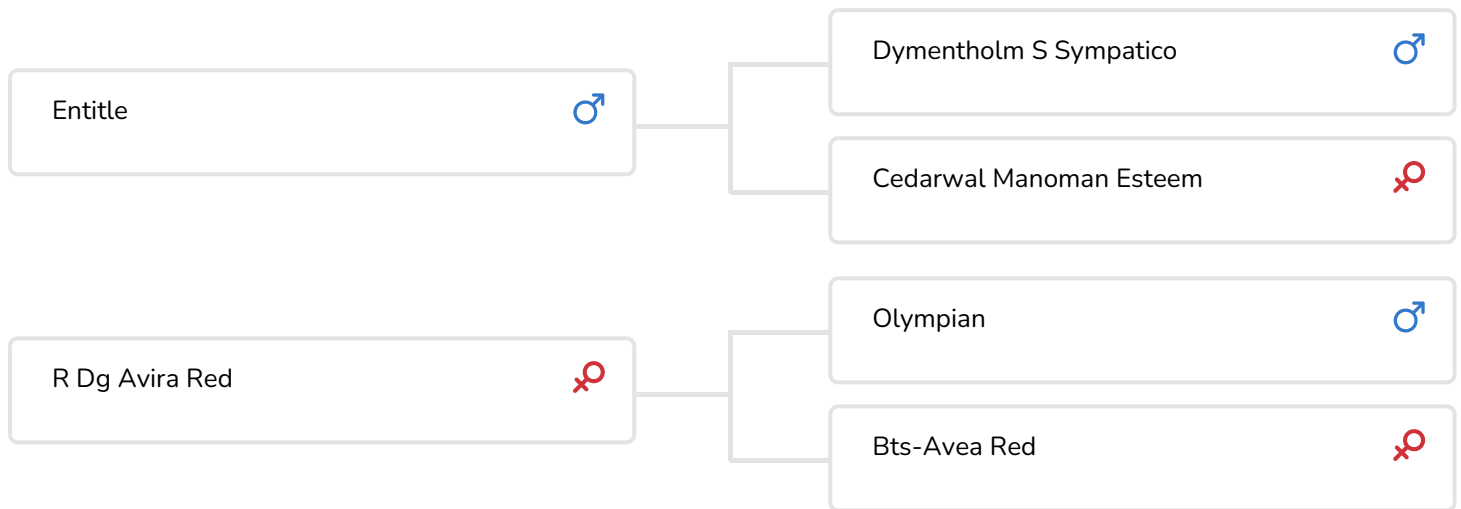 Dymentholm S Sympatico
Entitle
Cedarwal Manoman Esteem
Olympian
R Dg Avira Red
Bts-Avea Red